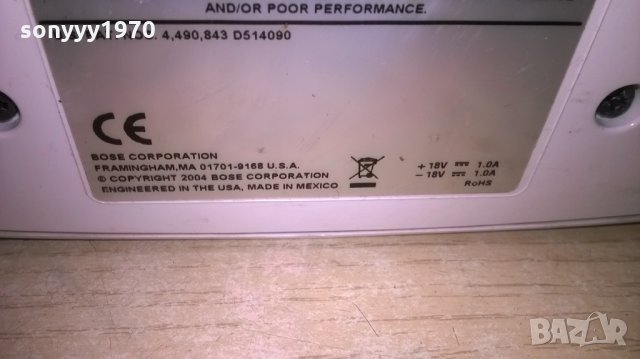 AND/OR POOR PERFORMANCE.
sonyyy1970
4,490,843 D514090
CE
BOSE CORPORATION
FRAMINGHAM,MA 01701-9168 U.S.A.
© COPYRIGHT 2004 BOSE CORPORATION
ENGINEERED IN THE USA, MADE IN MEXICO
+ 18V 1.0A
– 18V 1.0A
RoHS
BAZAR